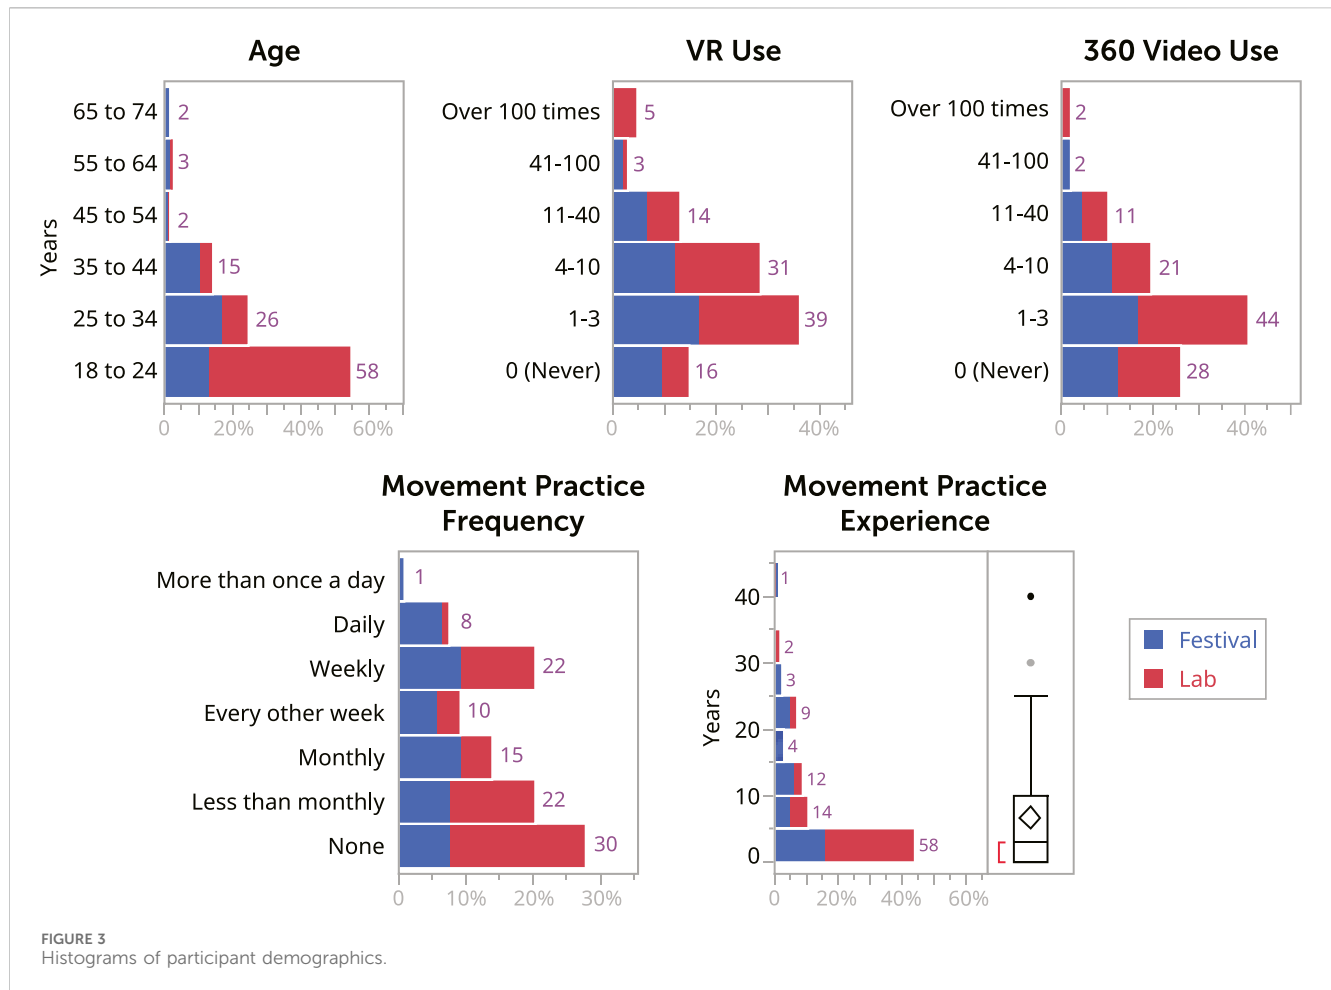 Age
Years
65 to 74 2
55 to 64 3
45 to 54 2
35 to 44 15
25 to 34 26
18 to 24 58
0 20% 40% 60%
VR Use
Over 100 times 5
41-100 3
11-40 14
4-10 31
1-3 39
0 (Never) 16
0 20% 40%
360 Video Use
Over 100 times 2
41-100 2
11-40 11
4-10 21
1-3 44
0 (Never) 28
0 20% 40%
Movement Practice
Frequency
More than once a day 1
Daily 8
Weekly 22
Every other week 10
Monthly 15
Less than monthly 22
None 30
0 10% 20% 30%
Movement Practice
Experience
Years
1
40
2
30
3
9
20
4
12
10
14
58
0
0 20% 40% 60%
Festival
Lab
FIGURE 3
Histograms of participant demographics.